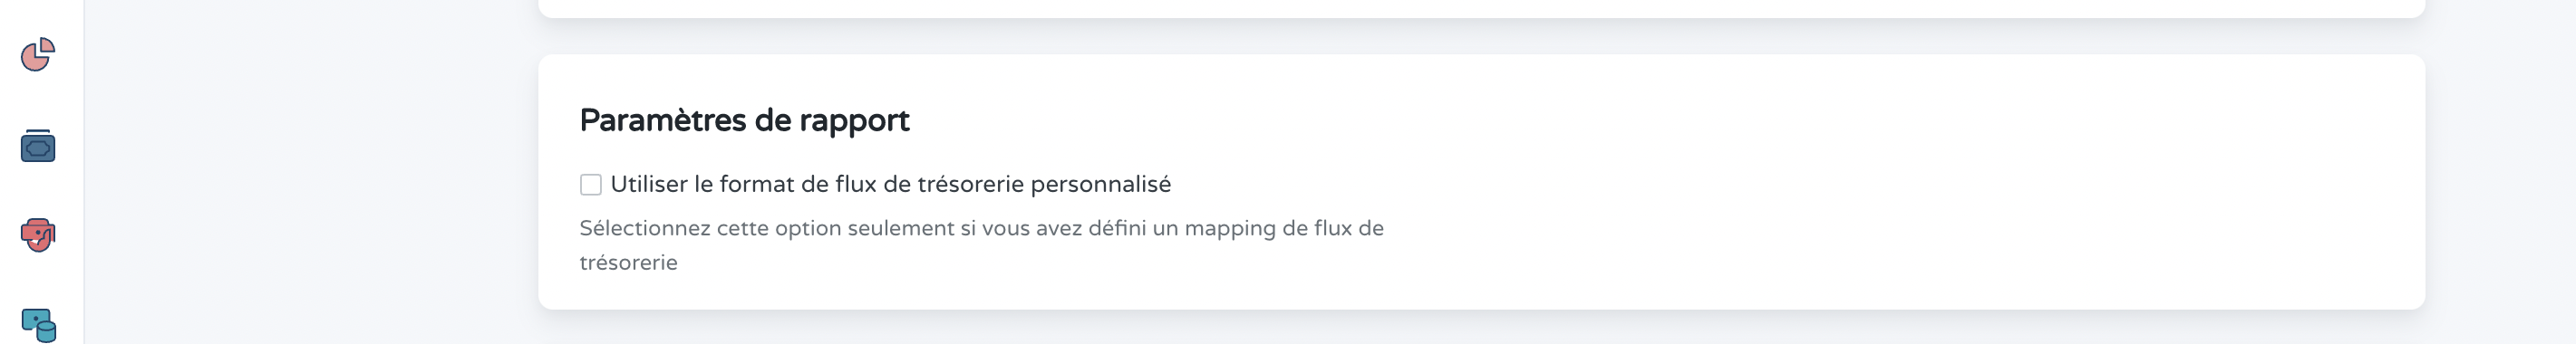 Paramètres de rapport
Utiliser le format de flux de trésorerie personnalisé
Sélectionnez cette option seulement si vous avez défini un mapping de flux de
trésorerie